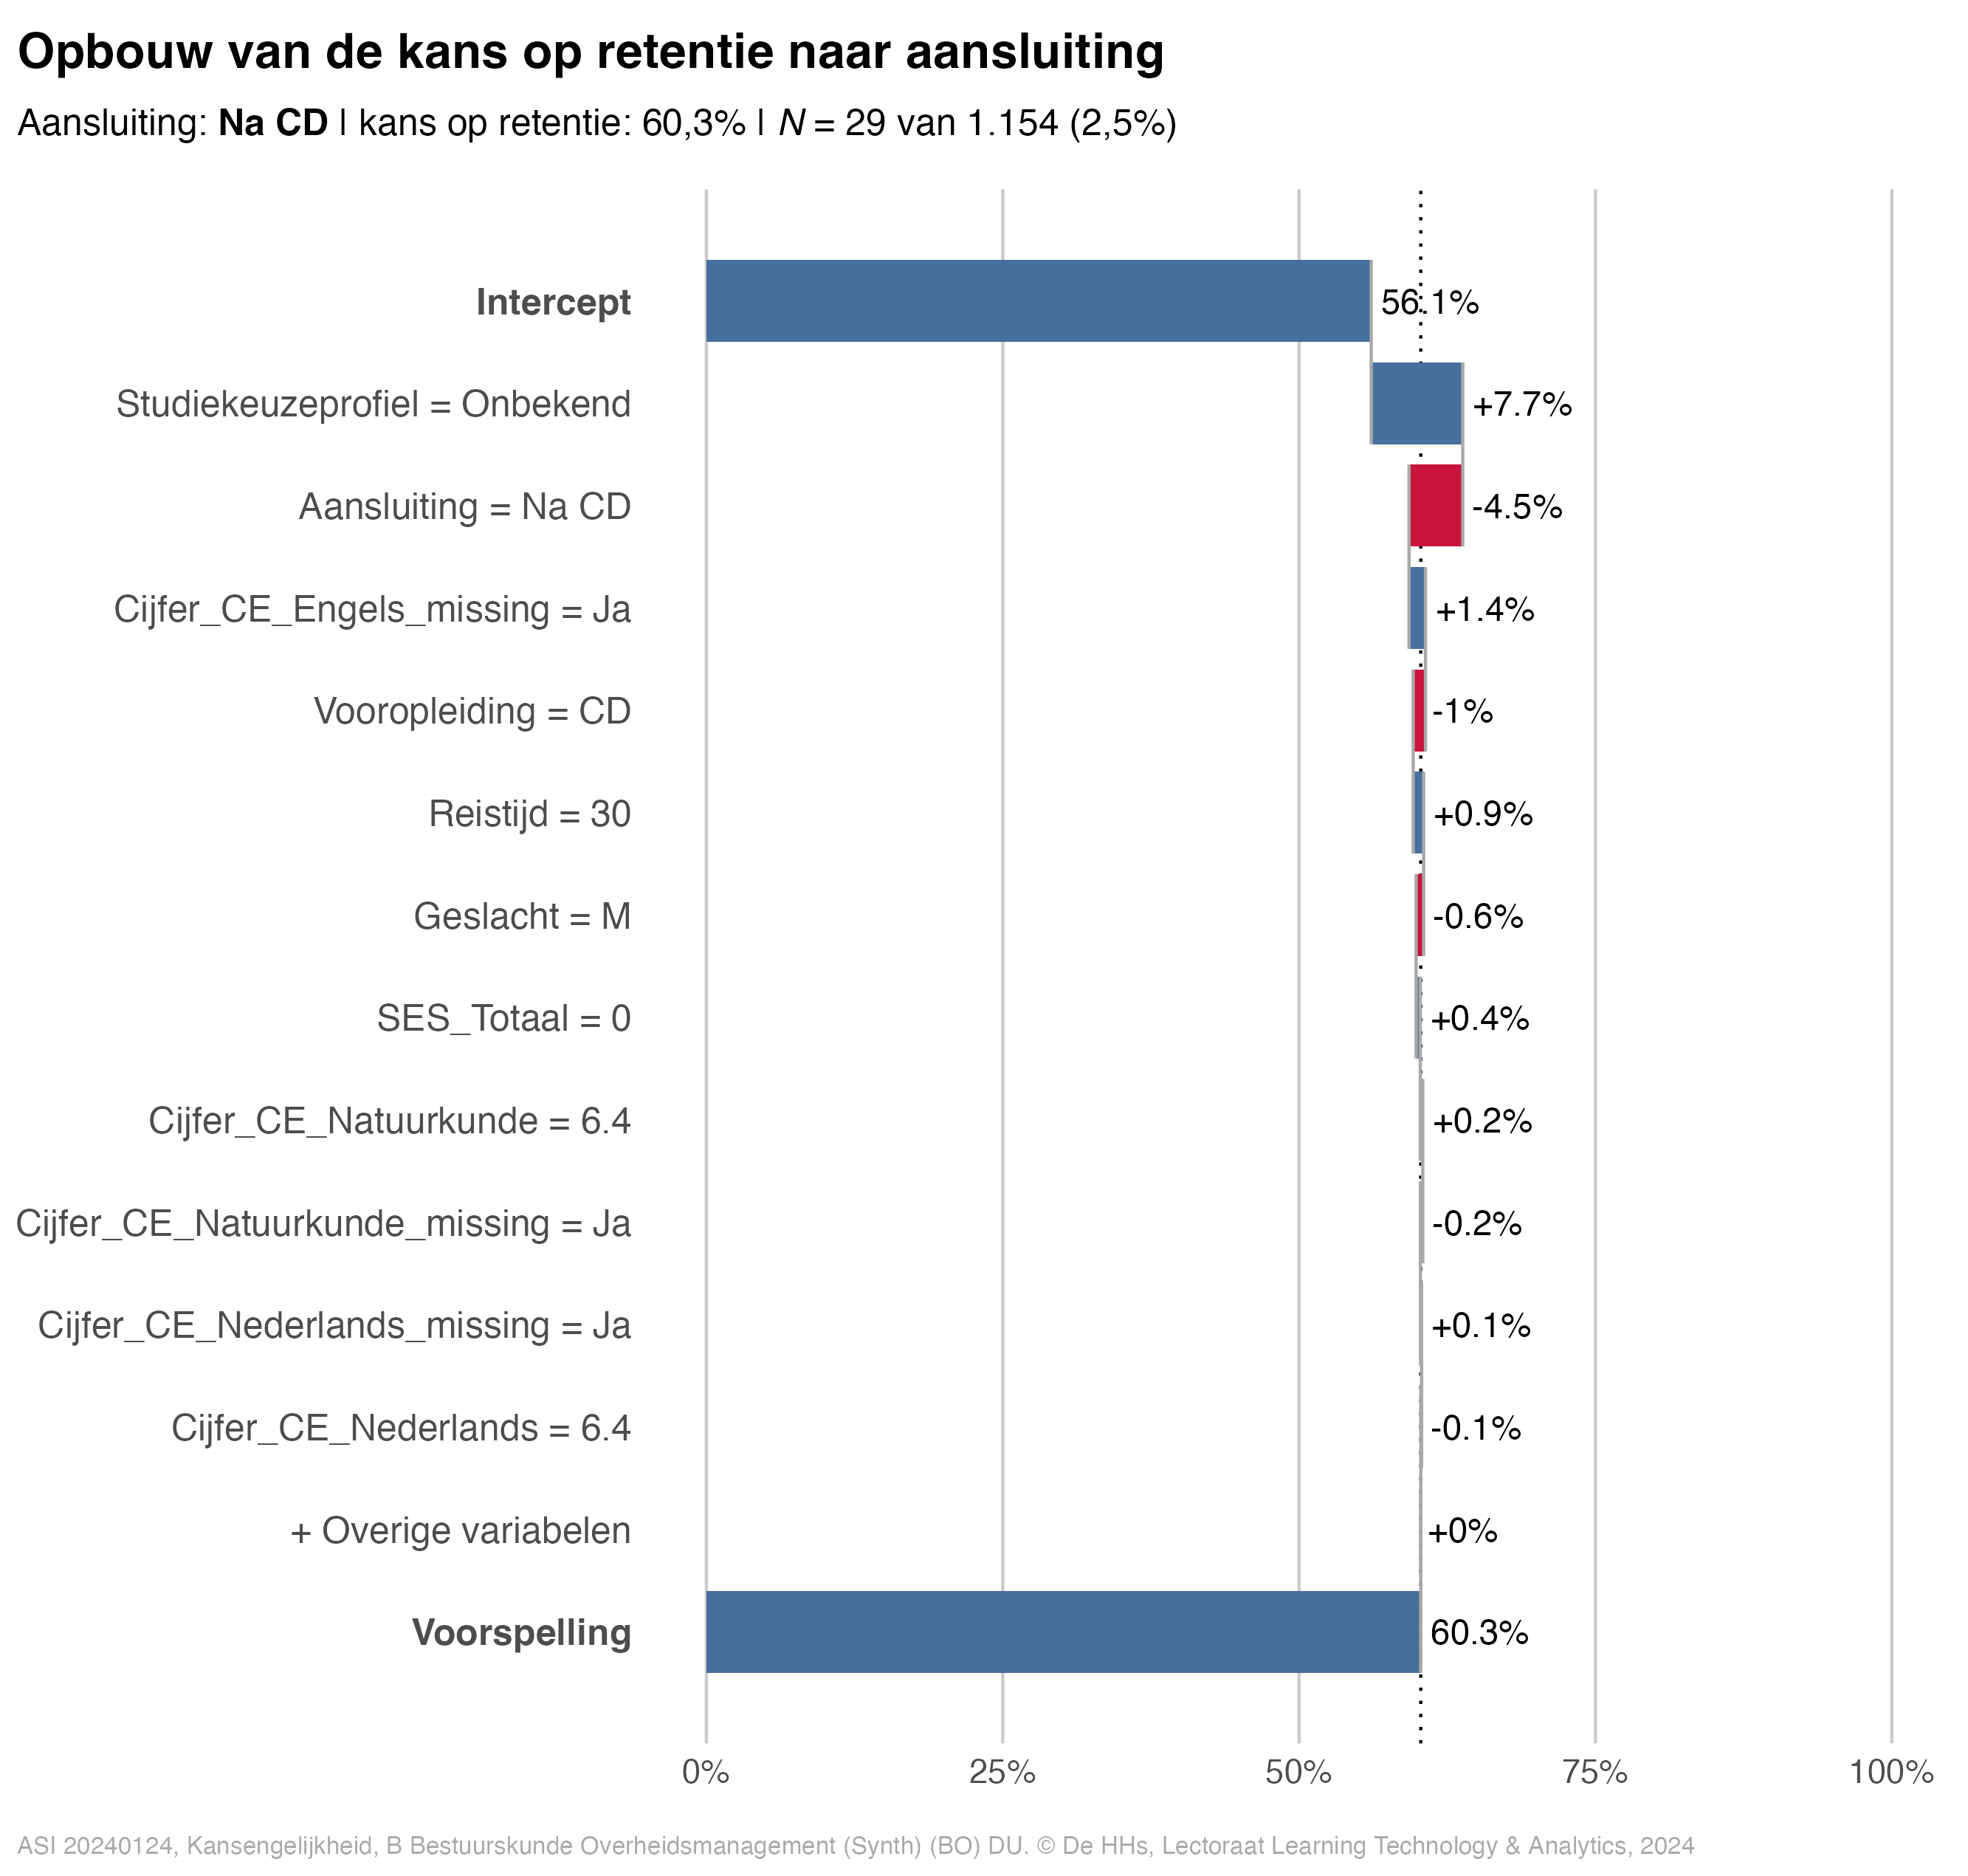 Opbouw van de kans op retentie naar aansluiting
Aansluiting: Na CD | kans op retentie: 60,3% | N = 29 van 1.154 (2,5%)
Intercept 56.1%
Studiekeuzeprofiel = Onbekend +7.7%
Aansluiting = Na CD -4.5%
Cijfer_CE_Engels_missing = Ja +1.4%
Vooropleiding = CD -1%
Reistijd = 30 +0.9%
Geslacht = M -0.6%
SES_Totaal = 0 +0.4%
Cijfer_CE_Natuurkunde = 6.4 +0.2%
Cijfer_CE_Natuurkunde_missing = Ja -0.2%
Cijfer_CE_Nederlands_missing = Ja +0.1%
Cijfer_CE_Nederlands = 6.4 -0.1%
+ Overige variabelen +0%
Voorspelling 60.3%
0% 25% 50% 75% 100%
ASI 20240124, Kansengelijkheid, B Bestuurskunde Overheidsmanagement (Synth) (BO) DU. © De HHs, Lectoraat Learning Technology & Analytics, 2024